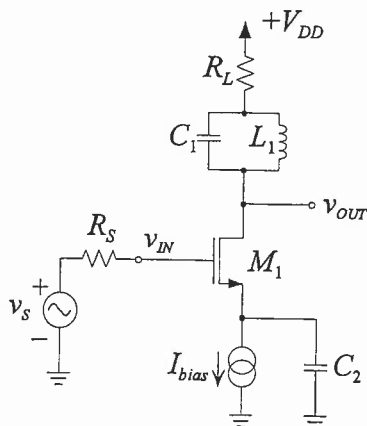 +V_DD
R_L
C_1
L_1
v_OUT
R_S
v_IN
M_1
+
v_S
−
I_bias
C_2